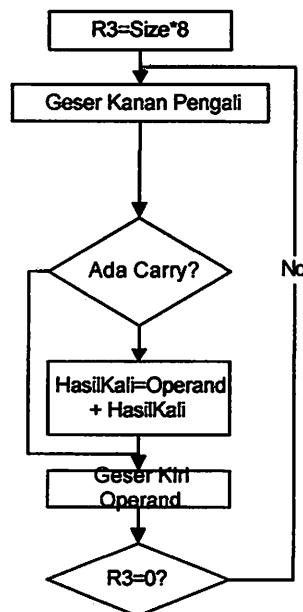 R3=Size*8
Geser Kanan Pengali
Ada Carry?
No
HasilKali=Operand
+ HasilKali
Geser Kiri
Operand
R3=0?